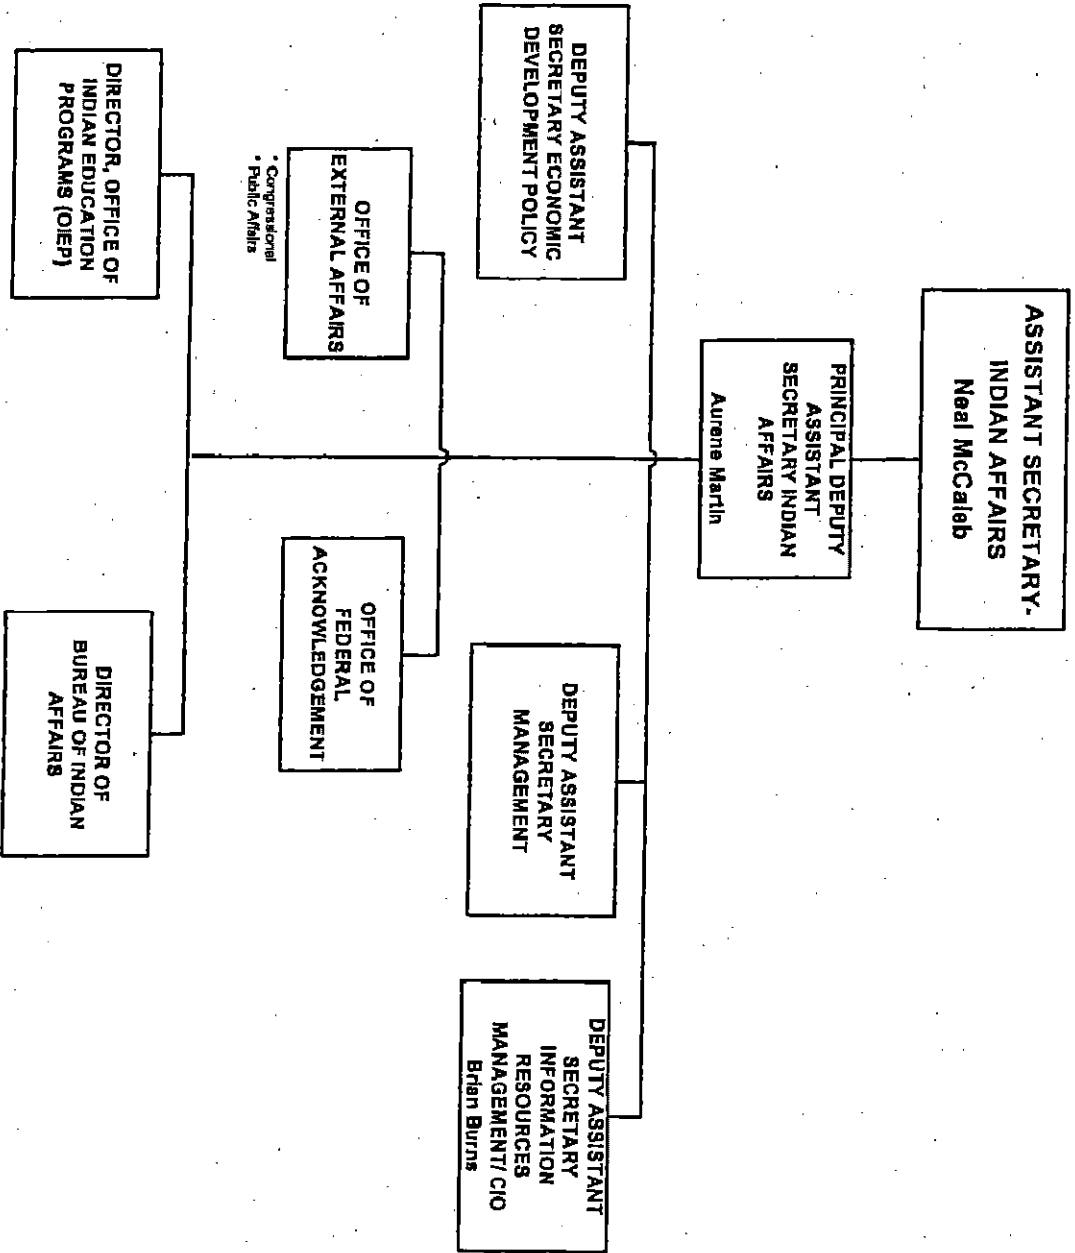 ASSISTANT SECRETARY-
INDIAN AFFAIRS
Neal McCaleb
PRINCIPAL DEPUTY
ASSISTANT
SECRETARY INDIAN
AFFAIRS
Aurene Martin
DEPUTY ASSISTANT
SECRETARY ECONOMIC
DEVELOPMENT POLICY
DEPUTY ASSISTANT
SECRETARY
MANAGEMENT
DEPUTY ASSISTANT
SECRETARY
INFORMATION
RESOURCES
MANAGEMENT/ CIO
Brian Burns
OFFICE OF
EXTERNAL AFFAIRS
* Congressional
* Public Affairs
OFFICE OF
FEDERAL
ACKNOWLEDGEMENT
DIRECTOR, OFFICE OF
INDIAN EDUCATION
PROGRAMS (OIEP)
DIRECTOR OF
BUREAU OF INDIAN
AFFAIRS